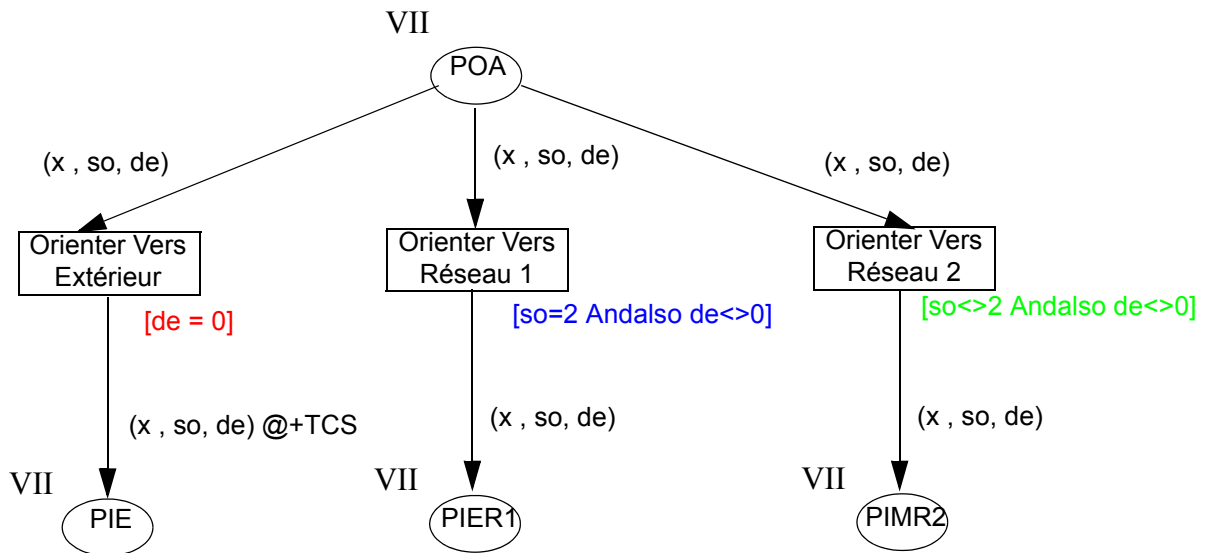 VII
POA
(x , so, de)
(x , so, de)
(x , so, de)
Orienter Vers
Extérieur
Orienter Vers
Réseau 1
Orienter Vers
Réseau 2
[de = 0]
[so=2 Andalso de<>0]
[so<>2 Andalso de<>0]
(x , so, de) @+TCS
(x , so, de)
(x , so, de)
VII
PIE
VII
PIER1
VII
PIMR2